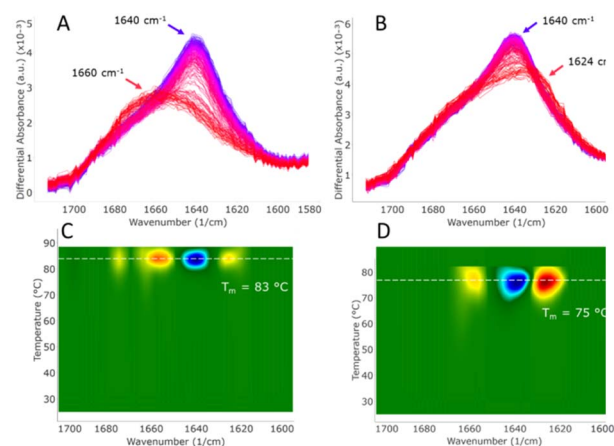 A
1640 cm⁻¹
1660 cm⁻¹
Differential Absorbance (a.u.) (x10⁻³)
5
4
3
2
1
0
1700 1680 1660 1640 1620 1600 1580
Wavenumber (1/cm)
B
1640 cm⁻¹
1624 c
Differential Absorbance (a.u.) (x10⁻³)
6
5
4
3
2
1
1700 1680 1660 1640 1620 1600
Wavenumber (1/cm)
C
Tₘ = 83 °C
Temperature (°C)
90
80
70
60
50
40
30
1700 1680 1660 1640 1620 1600
Wavenumber (1/cm)
D
Tₘ = 75 °C
Temperature (°C)
90
80
70
60
50
40
30
1700 1680 1660 1640 1620 1600
Wavenumber (1/cm)